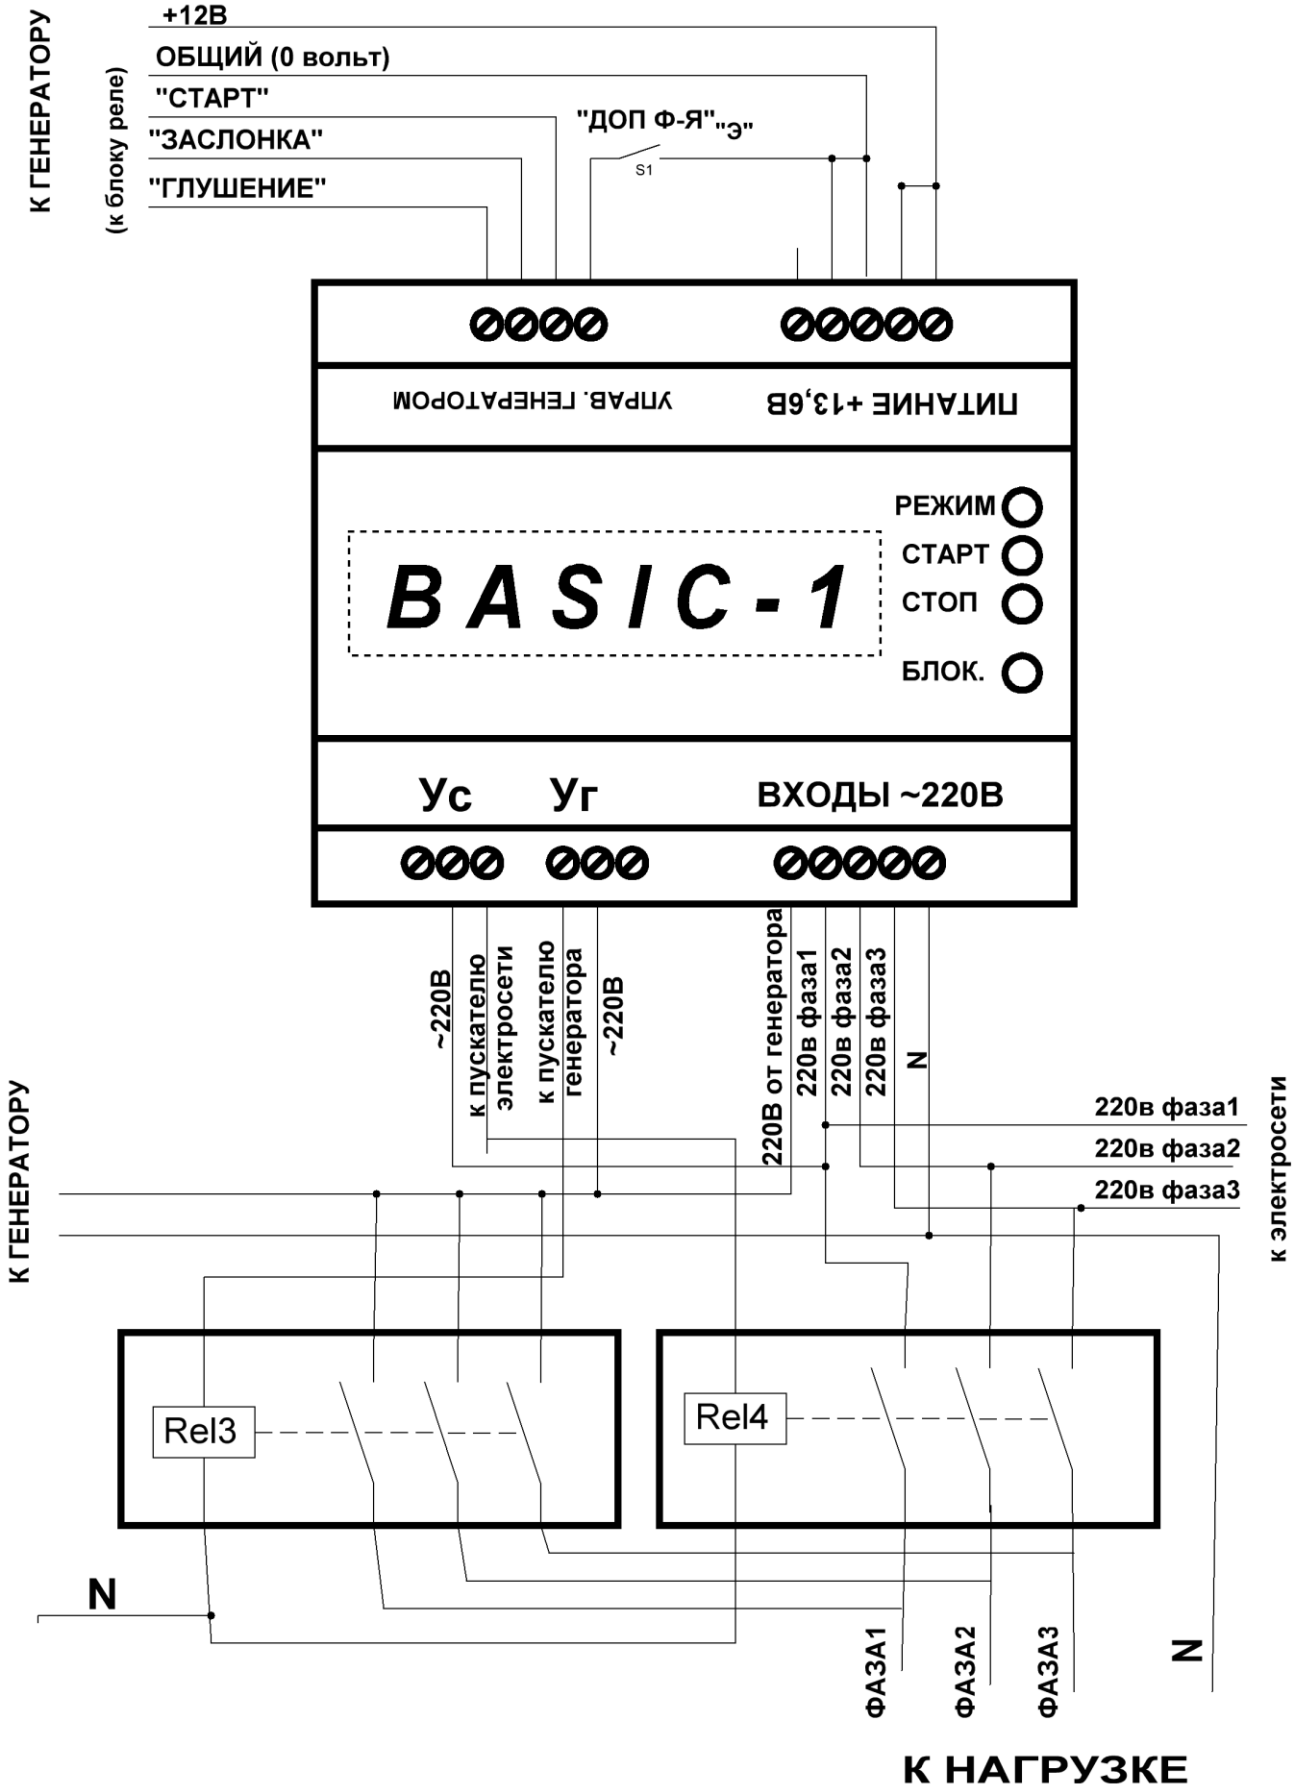 К ГЕНЕРАТОРУ
(к блоку реле)
+12В
ОБЩИЙ (0 вольт)
"СТАРТ"
"ЗАСЛОНКА"
"ГЛУШЕНИЕ"
"ДОП Ф-Я"
"Э"
S1
УПРАВ. ГЕНЕРАТОРОМ
ПИТАНИЕ +13,6В
РЕЖИМ
СТАРТ
СТОП
БЛОК.
BASIC-1
Ус
Уг
ВХОДЫ ~220В
~220В
к пускателю
электросети
к пускателю
генератора
~220В
220В от генератора
220в фаза1
220в фаза2
220в фаза3
N
К ГЕНЕРАТОРУ
220в фаза1
220в фаза2
220в фаза3
к электросети
Rel3
Rel4
N
ФАЗА1
ФАЗА2
ФАЗА3
N
К НАГРУЗКЕ